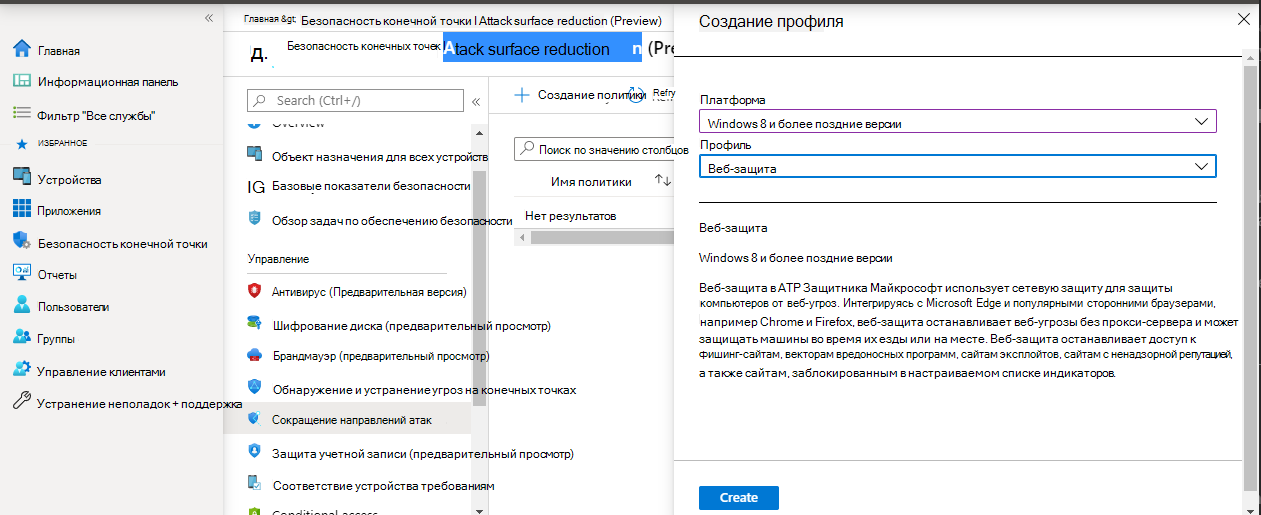 Главная
Информационная панель
Фильтр "Все службы"
ИЗБРАННОЕ
Устройства
Приложения
Безопасность конечной точки
Отчеты
Пользователи
Группы
Управление клиентами
Устранение неполадок + поддержка
Главная &gt; Безопасность конечной точки | Attack surface reduction (Preview)
Д. Безопасность конечных точек | Attack surface reduction n (Pre
Search (Ctrl+/)
Overview
Объект назначения для всех устройств
IG Базовые показатели безопасности
Обзор задач по обеспечению безопасности
Управление
Антивирус (Предварительная версия)
Шифрование диска (предварительный просмотр)
Брандмауэр (предварительный просмотр)
Обнаружение и устранение угроз на конечных точках
Сокращение направлений атак
Защита учетной записи (предварительный просмотр)
Соответствие устройства требованиям
Conditional access
Создание политики
Refry
Поиск по значению столбцов
Имя политики
Нет результатов
Создание профиля
Платформа
Windows 8 и более поздние версии
Профиль
Веб-защита
Веб-защита
Windows 8 и более поздние версии
Веб-защита в ATP Защитника Майкрософт использует сетевую защиту для защиты
компьютеров от веб-угроз. Интегрируясь с Microsoft Edge и популярными сторонними браузерами,
например Chrome и Firefox, веб-защита останавливает веб-угрозы без прокси-сервера и может
защищать машины во время их езды или на месте. Веб-защита останавливает доступ к
фишинг-сайтам, векторам вредоносных программ, сайтам эксплойтов, сайтам с ненадзорной репутацией,
а также сайтам, заблокированным в настраиваемом списке индикаторов.
Create